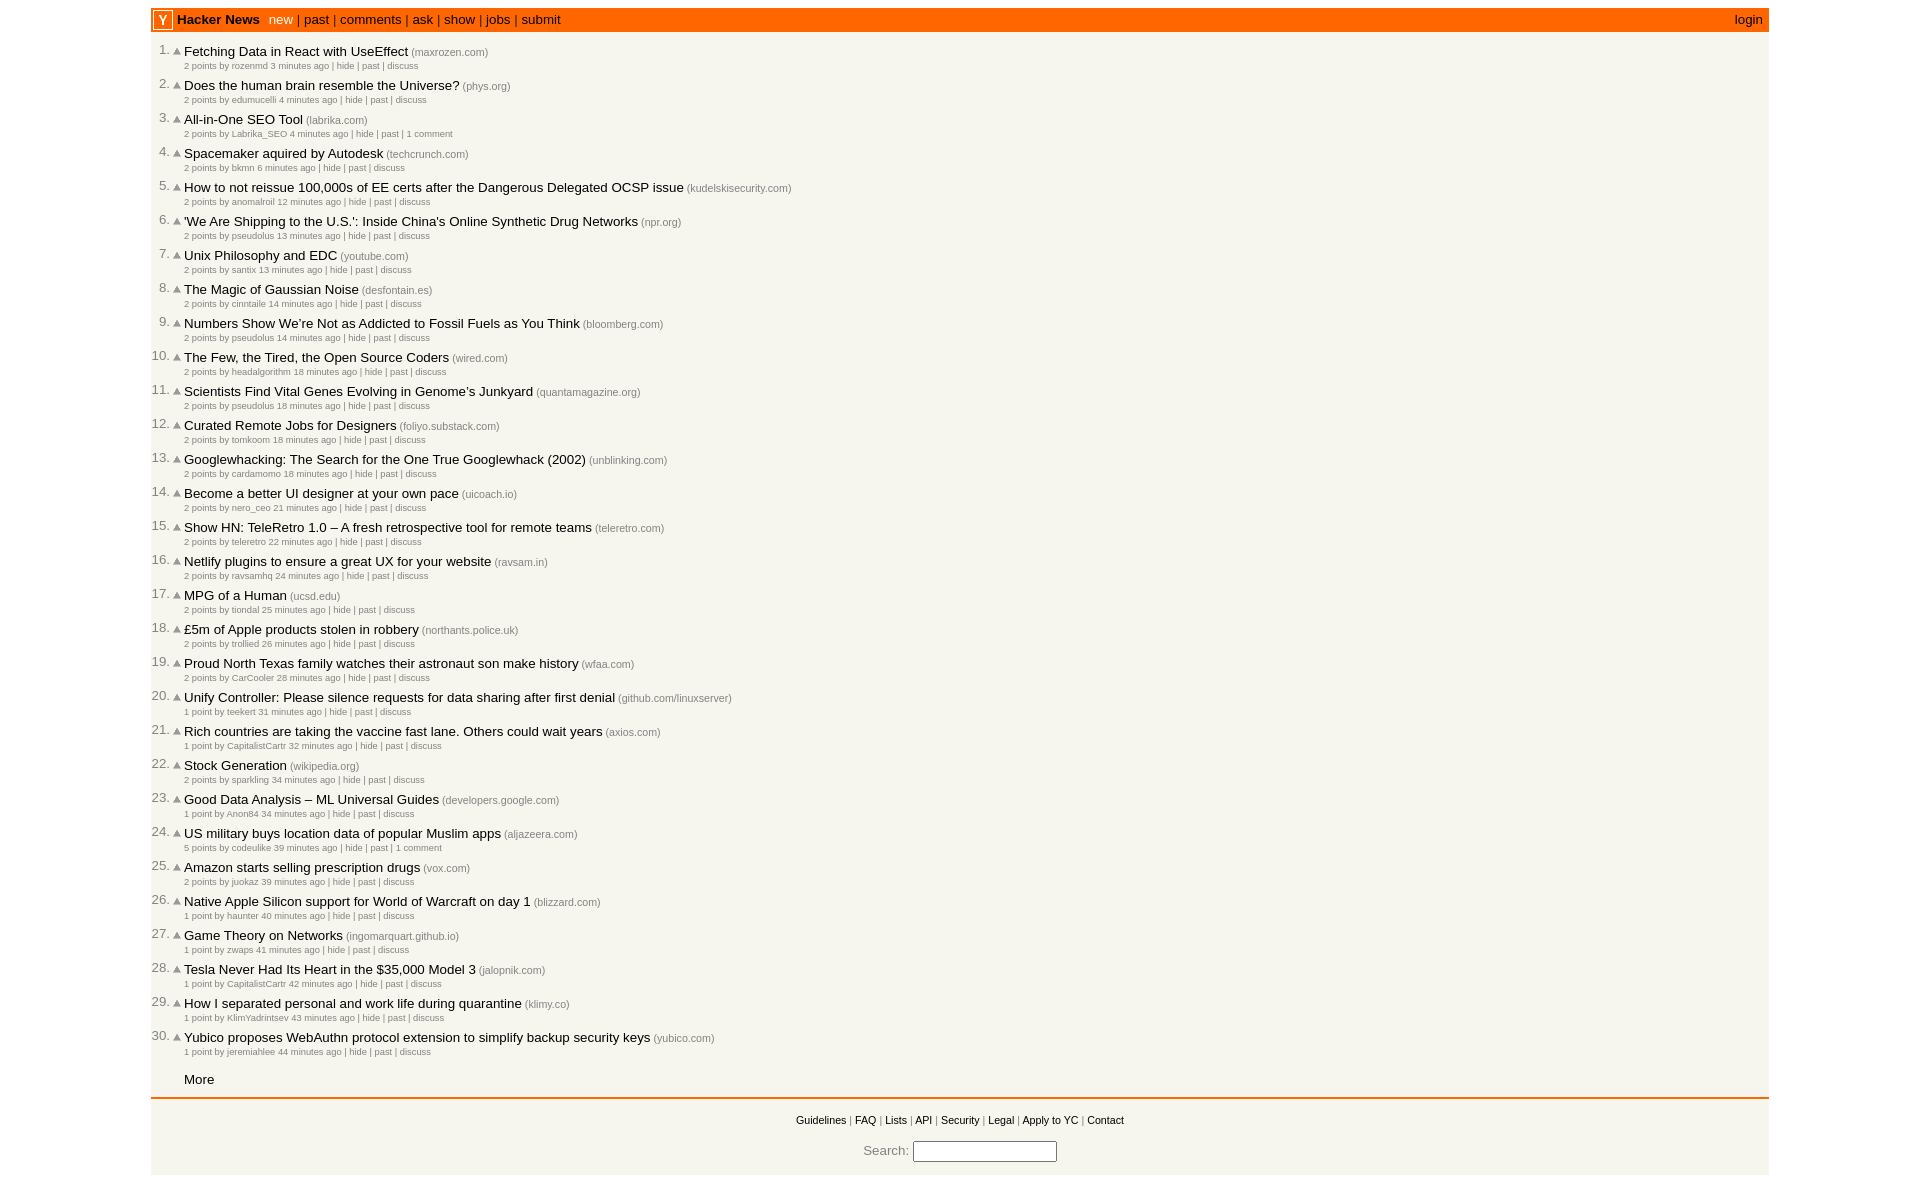 Y Hacker News new | past | comments | ask | show | jobs | submit login
1. Fetching Data in React with UseEffect (maxrozen.com)
2 points by rozenmd 3 minutes ago | hide | past | discuss
2. Does the human brain resemble the Universe? (phys.org)
2 points by edumucelli 4 minutes ago | hide | past | discuss
3. All-in-One SEO Tool (labrika.com)
2 points by Labrika_SEO 4 minutes ago | hide | past | 1 comment
4. Spacemaker aquired by Autodesk (techcrunch.com)
2 points by bkmn 6 minutes ago | hide | past | discuss
5. How to not reissue 100,000s of EE certs after the Dangerous Delegated OCSP issue (kudelskisecurity.com)
2 points by anomalroil 12 minutes ago | hide | past | discuss
6. 'We Are Shipping to the U.S.': Inside China's Online Synthetic Drug Networks (npr.org)
2 points by pseudolus 13 minutes ago | hide | past | discuss
7. Unix Philosophy and EDC (youtube.com)
2 points by santix 13 minutes ago | hide | past | discuss
8. The Magic of Gaussian Noise (desfontain.es)
2 points by cinntaile 14 minutes ago | hide | past | discuss
9. Numbers Show We’re Not as Addicted to Fossil Fuels as You Think (bloomberg.com)
2 points by pseudolus 14 minutes ago | hide | past | discuss
10. The Few, the Tired, the Open Source Coders (wired.com)
2 points by headalgorithm 18 minutes ago | hide | past | discuss
11. Scientists Find Vital Genes Evolving in Genome’s Junkyard (quantamagazine.org)
2 points by pseudolus 18 minutes ago | hide | past | discuss
12. Curated Remote Jobs for Designers (foliyo.substack.com)
2 points by tomkoom 18 minutes ago | hide | past | discuss
13. Googlewhacking: The Search for the One True Googlewhack (2002) (unblinking.com)
2 points by cardamomo 18 minutes ago | hide | past | discuss
14. Become a better UI designer at your own pace (uicoach.io)
2 points by nero_ceo 21 minutes ago | hide | past | discuss
15. Show HN: TeleRetro 1.0 – A fresh retrospective tool for remote teams (teleretro.com)
2 points by teleretro 22 minutes ago | hide | past | discuss
16. Netlify plugins to ensure a great UX for your website (ravsam.in)
2 points by ravsamhq 24 minutes ago | hide | past | discuss
17. MPG of a Human (ucsd.edu)
2 points by tiondal 25 minutes ago | hide | past | discuss
18. £5m of Apple products stolen in robbery (northants.police.uk)
2 points by trollied 26 minutes ago | hide | past | discuss
19. Proud North Texas family watches their astronaut son make history (wfaa.com)
2 points by CarCooler 28 minutes ago | hide | past | discuss
20. Unify Controller: Please silence requests for data sharing after first denial (github.com/linuxserver)
1 point by teekert 31 minutes ago | hide | past | discuss
21. Rich countries are taking the vaccine fast lane. Others could wait years (axios.com)
1 point by CapitalistCartr 32 minutes ago | hide | past | discuss
22. Stock Generation (wikipedia.org)
2 points by sparkling 34 minutes ago | hide | past | discuss
23. Good Data Analysis – ML Universal Guides (developers.google.com)
1 point by Anon84 34 minutes ago | hide | past | discuss
24. US military buys location data of popular Muslim apps (aljazeera.com)
5 points by codeulike 39 minutes ago | hide | past | 1 comment
25. Amazon starts selling prescription drugs (vox.com)
2 points by juokaz 39 minutes ago | hide | past | discuss
26. Native Apple Silicon support for World of Warcraft on day 1 (blizzard.com)
1 point by haunter 40 minutes ago | hide | past | discuss
27. Game Theory on Networks (ingomarquart.github.io)
1 point by zwaps 41 minutes ago | hide | past | discuss
28. Tesla Never Had Its Heart in the $35,000 Model 3 (jalopnik.com)
1 point by CapitalistCartr 42 minutes ago | hide | past | discuss
29. How I separated personal and work life during quarantine (klimy.co)
1 point by KlimYadrintsev 43 minutes ago | hide | past | discuss
30. Yubico proposes WebAuthn protocol extension to simplify backup security keys (yubico.com)
1 point by jeremiahlee 44 minutes ago | hide | past | discuss
More
Guidelines | FAQ | Lists | API | Security | Legal | Apply to YC | Contact
Search: